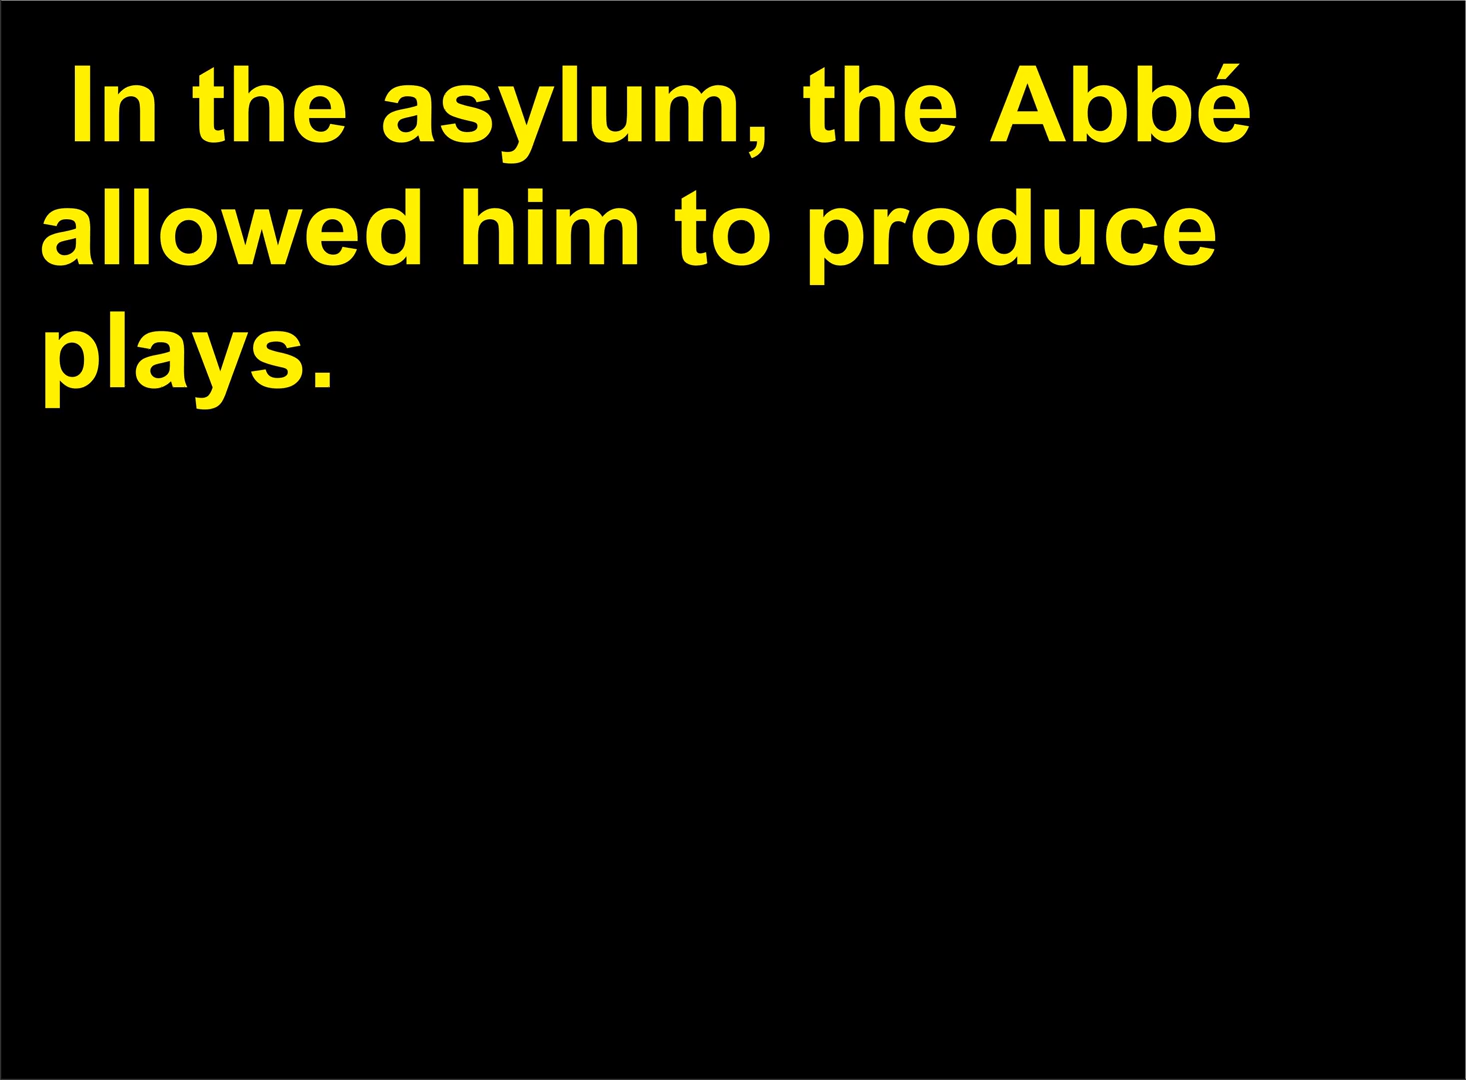 In the asylum, the Abbé
allowed him to produce
plays.